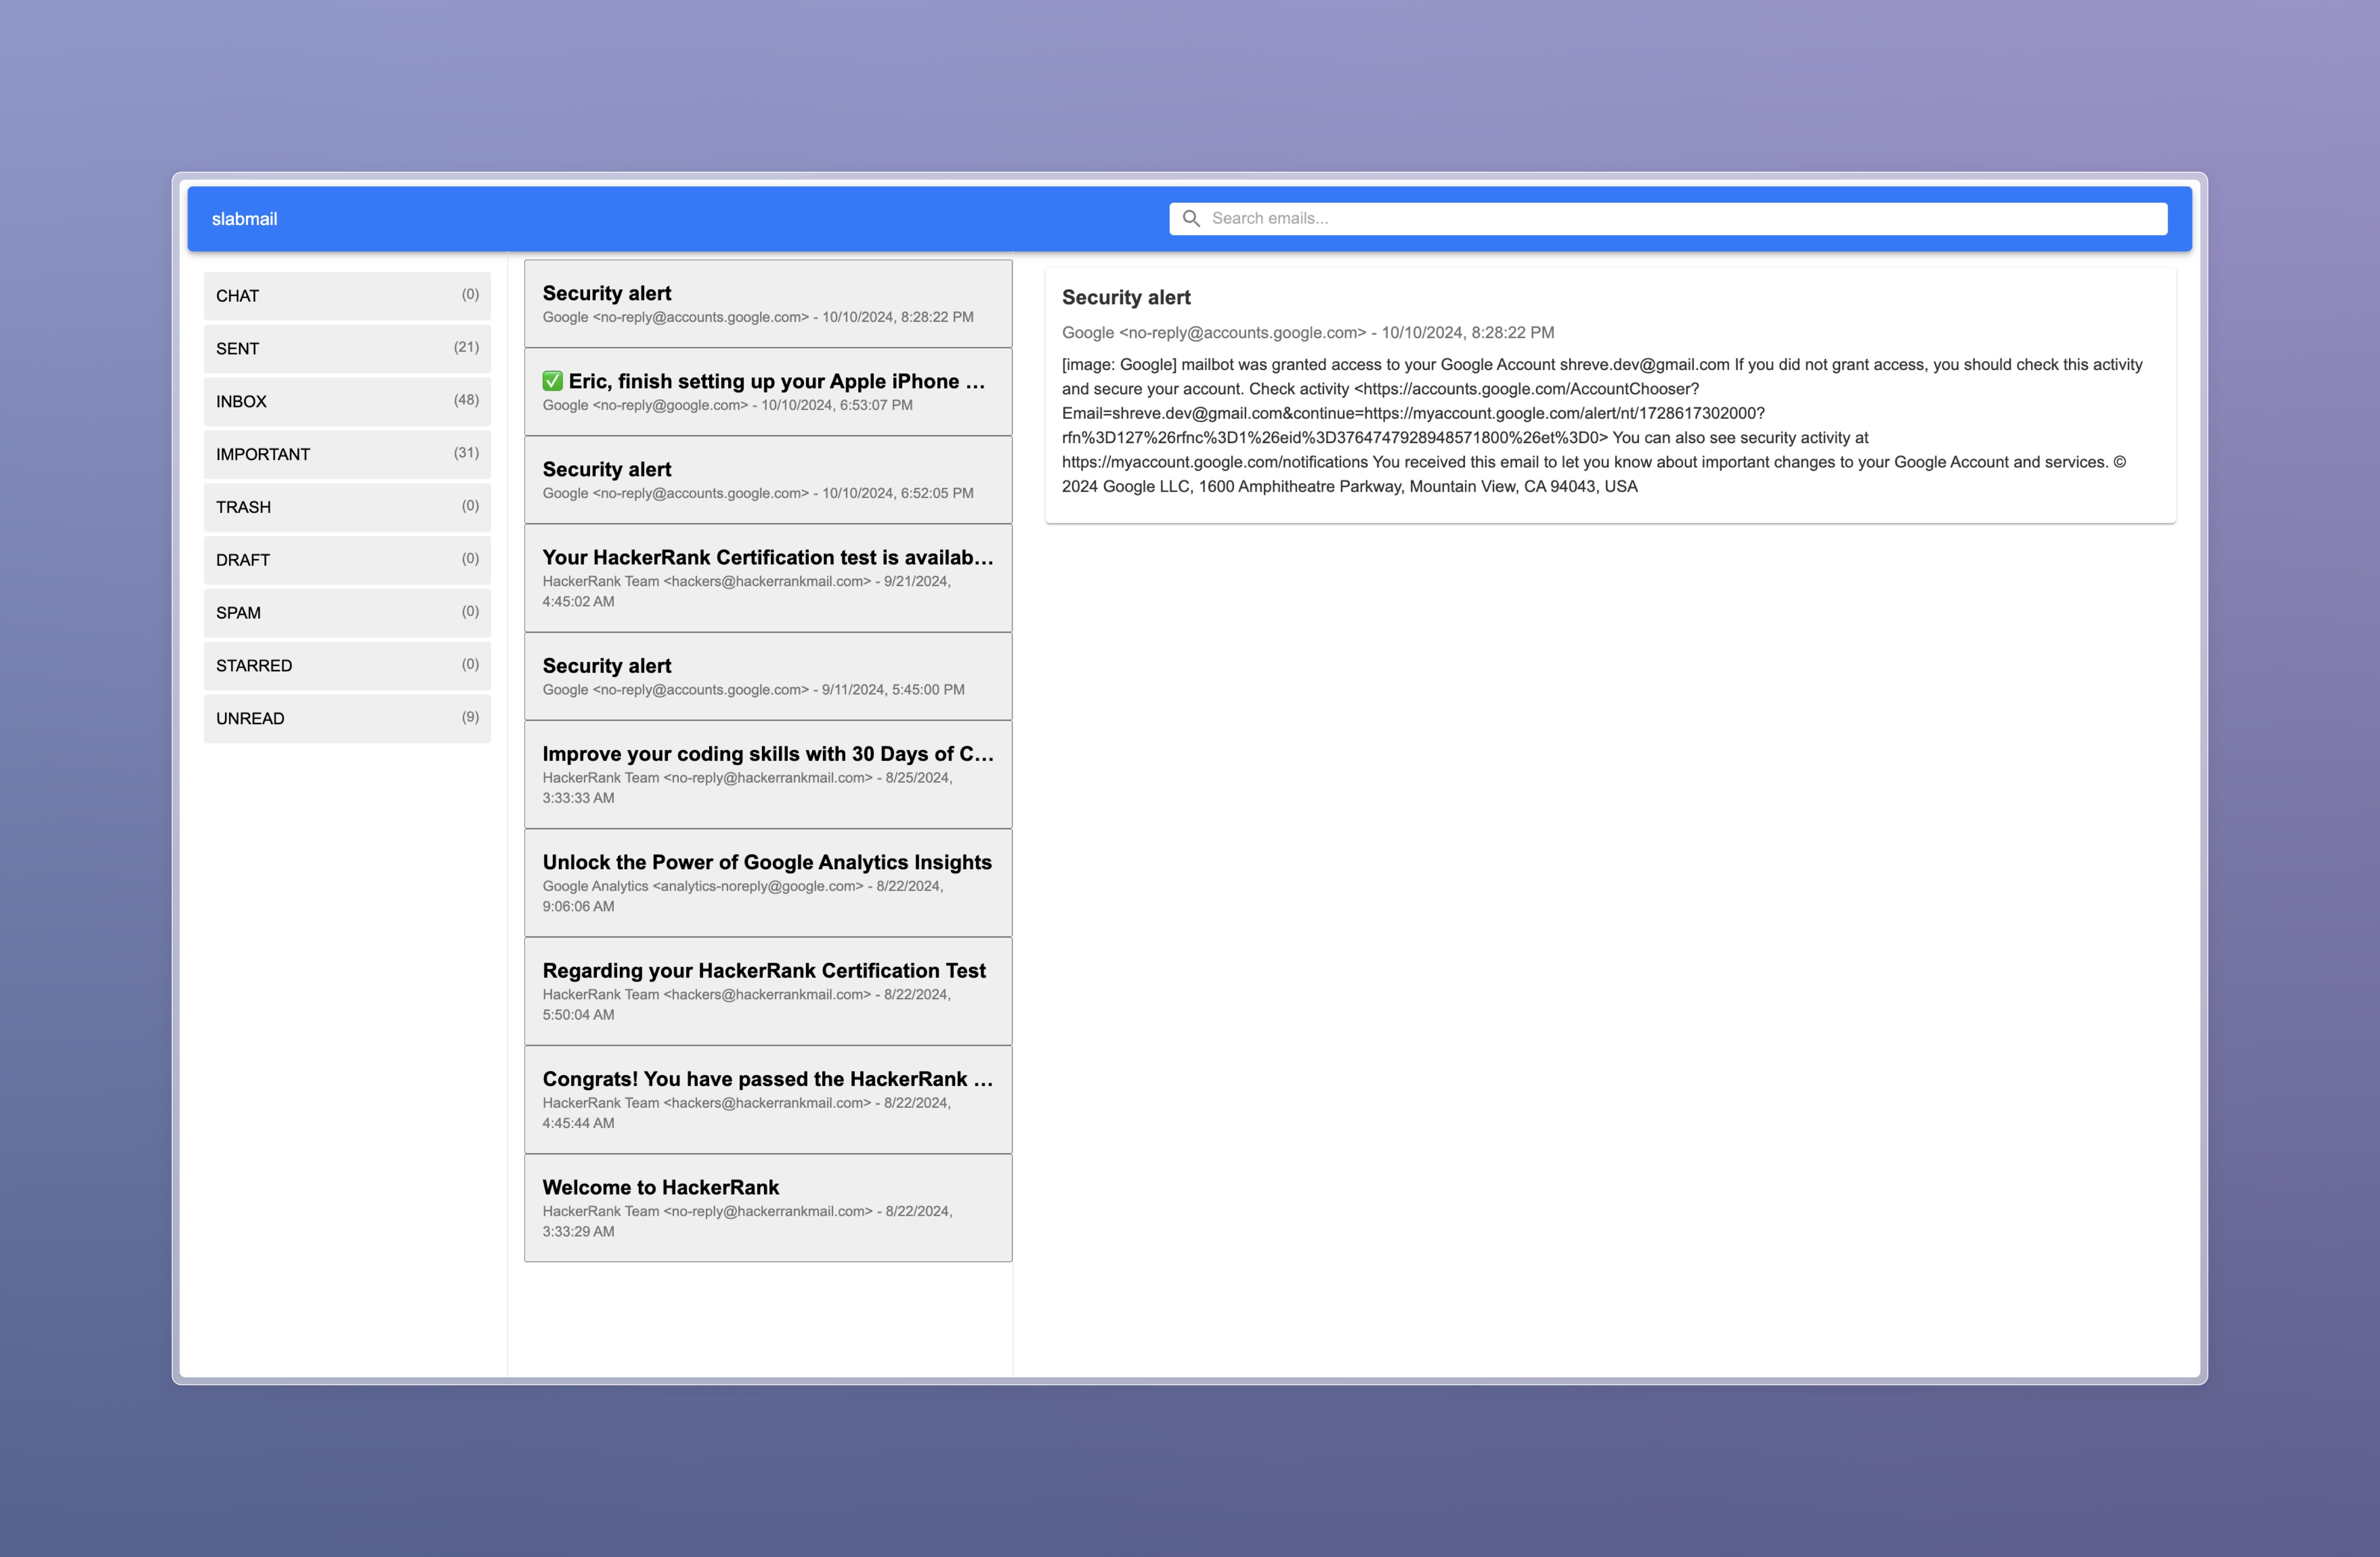 slabmail
Search emails...
CHAT (0)
SENT (21)
INBOX (48)
IMPORTANT (31)
TRASH (0)
DRAFT (0)
SPAM (0)
STARRED (0)
UNREAD (9)
Security alert
Google <no-reply@accounts.google.com> - 10/10/2024, 8:28:22 PM
✅ Eric, finish setting up your Apple iPhone …
Google <no-reply@google.com> - 10/10/2024, 6:53:07 PM
Security alert
Google <no-reply@accounts.google.com> - 10/10/2024, 6:52:05 PM
Your HackerRank Certification test is availab…
HackerRank Team <hackers@hackerrankmail.com> - 9/21/2024,
4:45:02 AM
Security alert
Google <no-reply@accounts.google.com> - 9/11/2024, 5:45:00 PM
Improve your coding skills with 30 Days of C…
HackerRank Team <no-reply@hackerrankmail.com> - 8/25/2024,
3:33:33 AM
Unlock the Power of Google Analytics Insights
Google Analytics <analytics-noreply@google.com> - 8/22/2024,
9:06:06 AM
Regarding your HackerRank Certification Test
HackerRank Team <hackers@hackerrankmail.com> - 8/22/2024,
5:50:04 AM
Congrats! You have passed the HackerRank …
HackerRank Team <hackers@hackerrankmail.com> - 8/22/2024,
4:45:44 AM
Welcome to HackerRank
HackerRank Team <no-reply@hackerrankmail.com> - 8/22/2024,
3:33:29 AM
Security alert
Google <no-reply@accounts.google.com> - 10/10/2024, 8:28:22 PM
[image: Google] mailbot was granted access to your Google Account shreve.dev@gmail.com If you did not grant access, you should check this activity
and secure your account. Check activity <https://accounts.google.com/AccountChooser?
Email=shreve.dev@gmail.com&continue=https://myaccount.google.com/alert/nt/1728617302000?
rfn%3D127%26rfnc%3D1%26eid%3D3764747928948571800%26et%3D0> You can also see security activity at
https://myaccount.google.com/notifications You received this email to let you know about important changes to your Google Account and services. ©
2024 Google LLC, 1600 Amphitheatre Parkway, Mountain View, CA 94043, USA